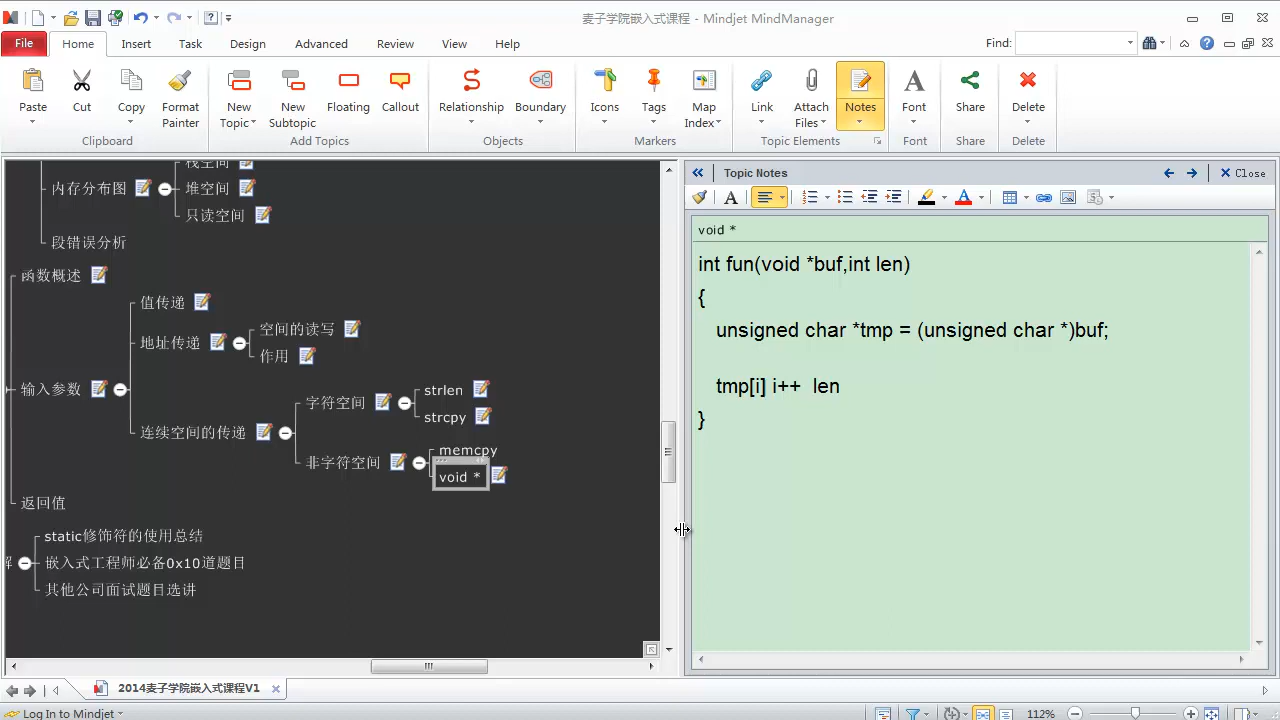 麦子学院嵌入式课程 - Mindjet MindManager
File Home Insert Task Design Advanced Review View Help Find:
Paste Cut Copy Format Painter
Clipboard
New Topic New Subtopic Floating Callout
Add Topics
Relationship Boundary
Objects
Icons Tags Map Index
Markers
Link Attach Files Notes
Topic Elements
Font
Font
Share
Share
Delete
Delete
栈空间
内存分布图
堆空间
只读空间
段错误分析
函数概述
值传递
地址传递
空间的读写
作用
输入参数
字符空间
strlen
strcpy
连续空间的传递
非字符空间
memcpy
void *
返回值
static修饰符的使用总结
嵌入式工程师必备0x10道题目
其他公司面试题目选讲
Topic Notes
Close
void *
int fun(void *buf,int len)
{
unsigned char *tmp = (unsigned char *)buf;
tmp[i] i++ len
}
2014麦子学院嵌入式课程V1
Log In to Mindjet
112%